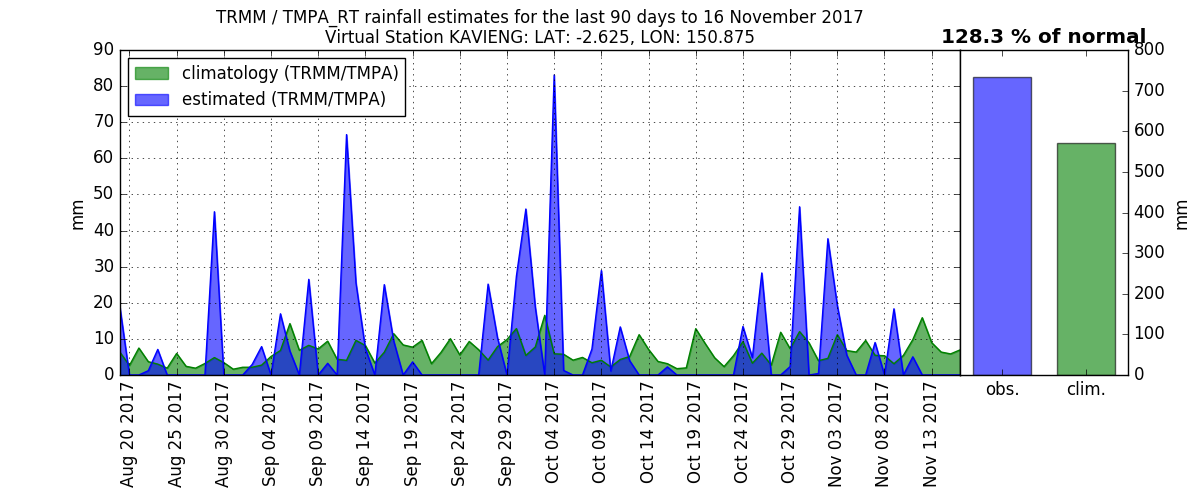 TRMM / TMPA_RT rainfall estimates for the last 90 days to 16 November 2017
Virtual Station KAVIENG: LAT: -2.625, LON: 150.875
128.3 % of normal
climatology (TRMM/TMPA)
estimated (TRMM/TMPA)
mm
90
80
70
60
50
40
30
20
10
0
Aug 20 2017
Aug 25 2017
Aug 30 2017
Sep 04 2017
Sep 09 2017
Sep 14 2017
Sep 19 2017
Sep 24 2017
Sep 29 2017
Oct 04 2017
Oct 09 2017
Oct 14 2017
Oct 19 2017
Oct 24 2017
Oct 29 2017
Nov 03 2017
Nov 08 2017
Nov 13 2017
obs.
clim.
800
700
600
500
400
300
200
100
0
mm